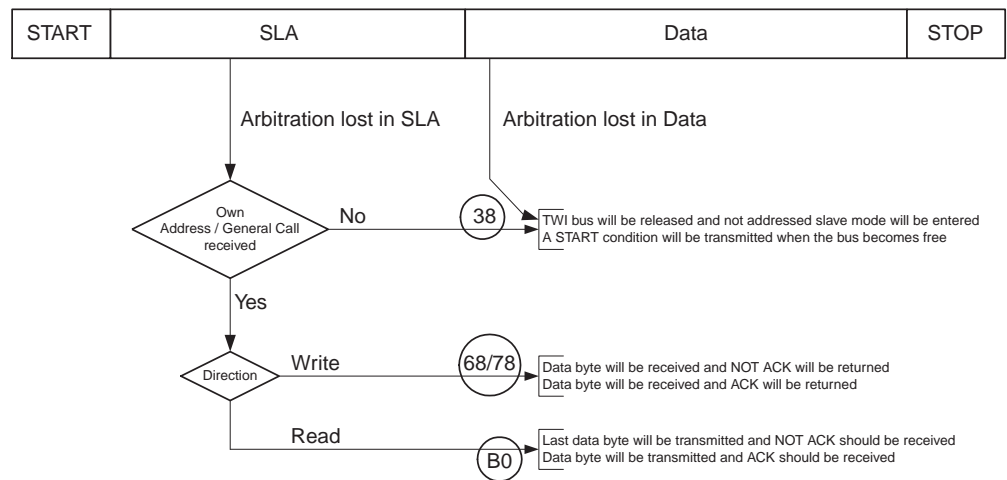 START SLA Data STOP
Arbitration lost in SLA Arbitration lost in Data
Own
Address / General Call
received
No
38
TWI bus will be released and not addressed slave mode will be entered
A START condition will be transmitted when the bus becomes free
Yes
Direction
Write
68/78
Data byte will be received and NOT ACK will be returned
Data byte will be received and ACK will be returned
Read
B0
Last data byte will be transmitted and NOT ACK should be received
Data byte will be transmitted and ACK should be received